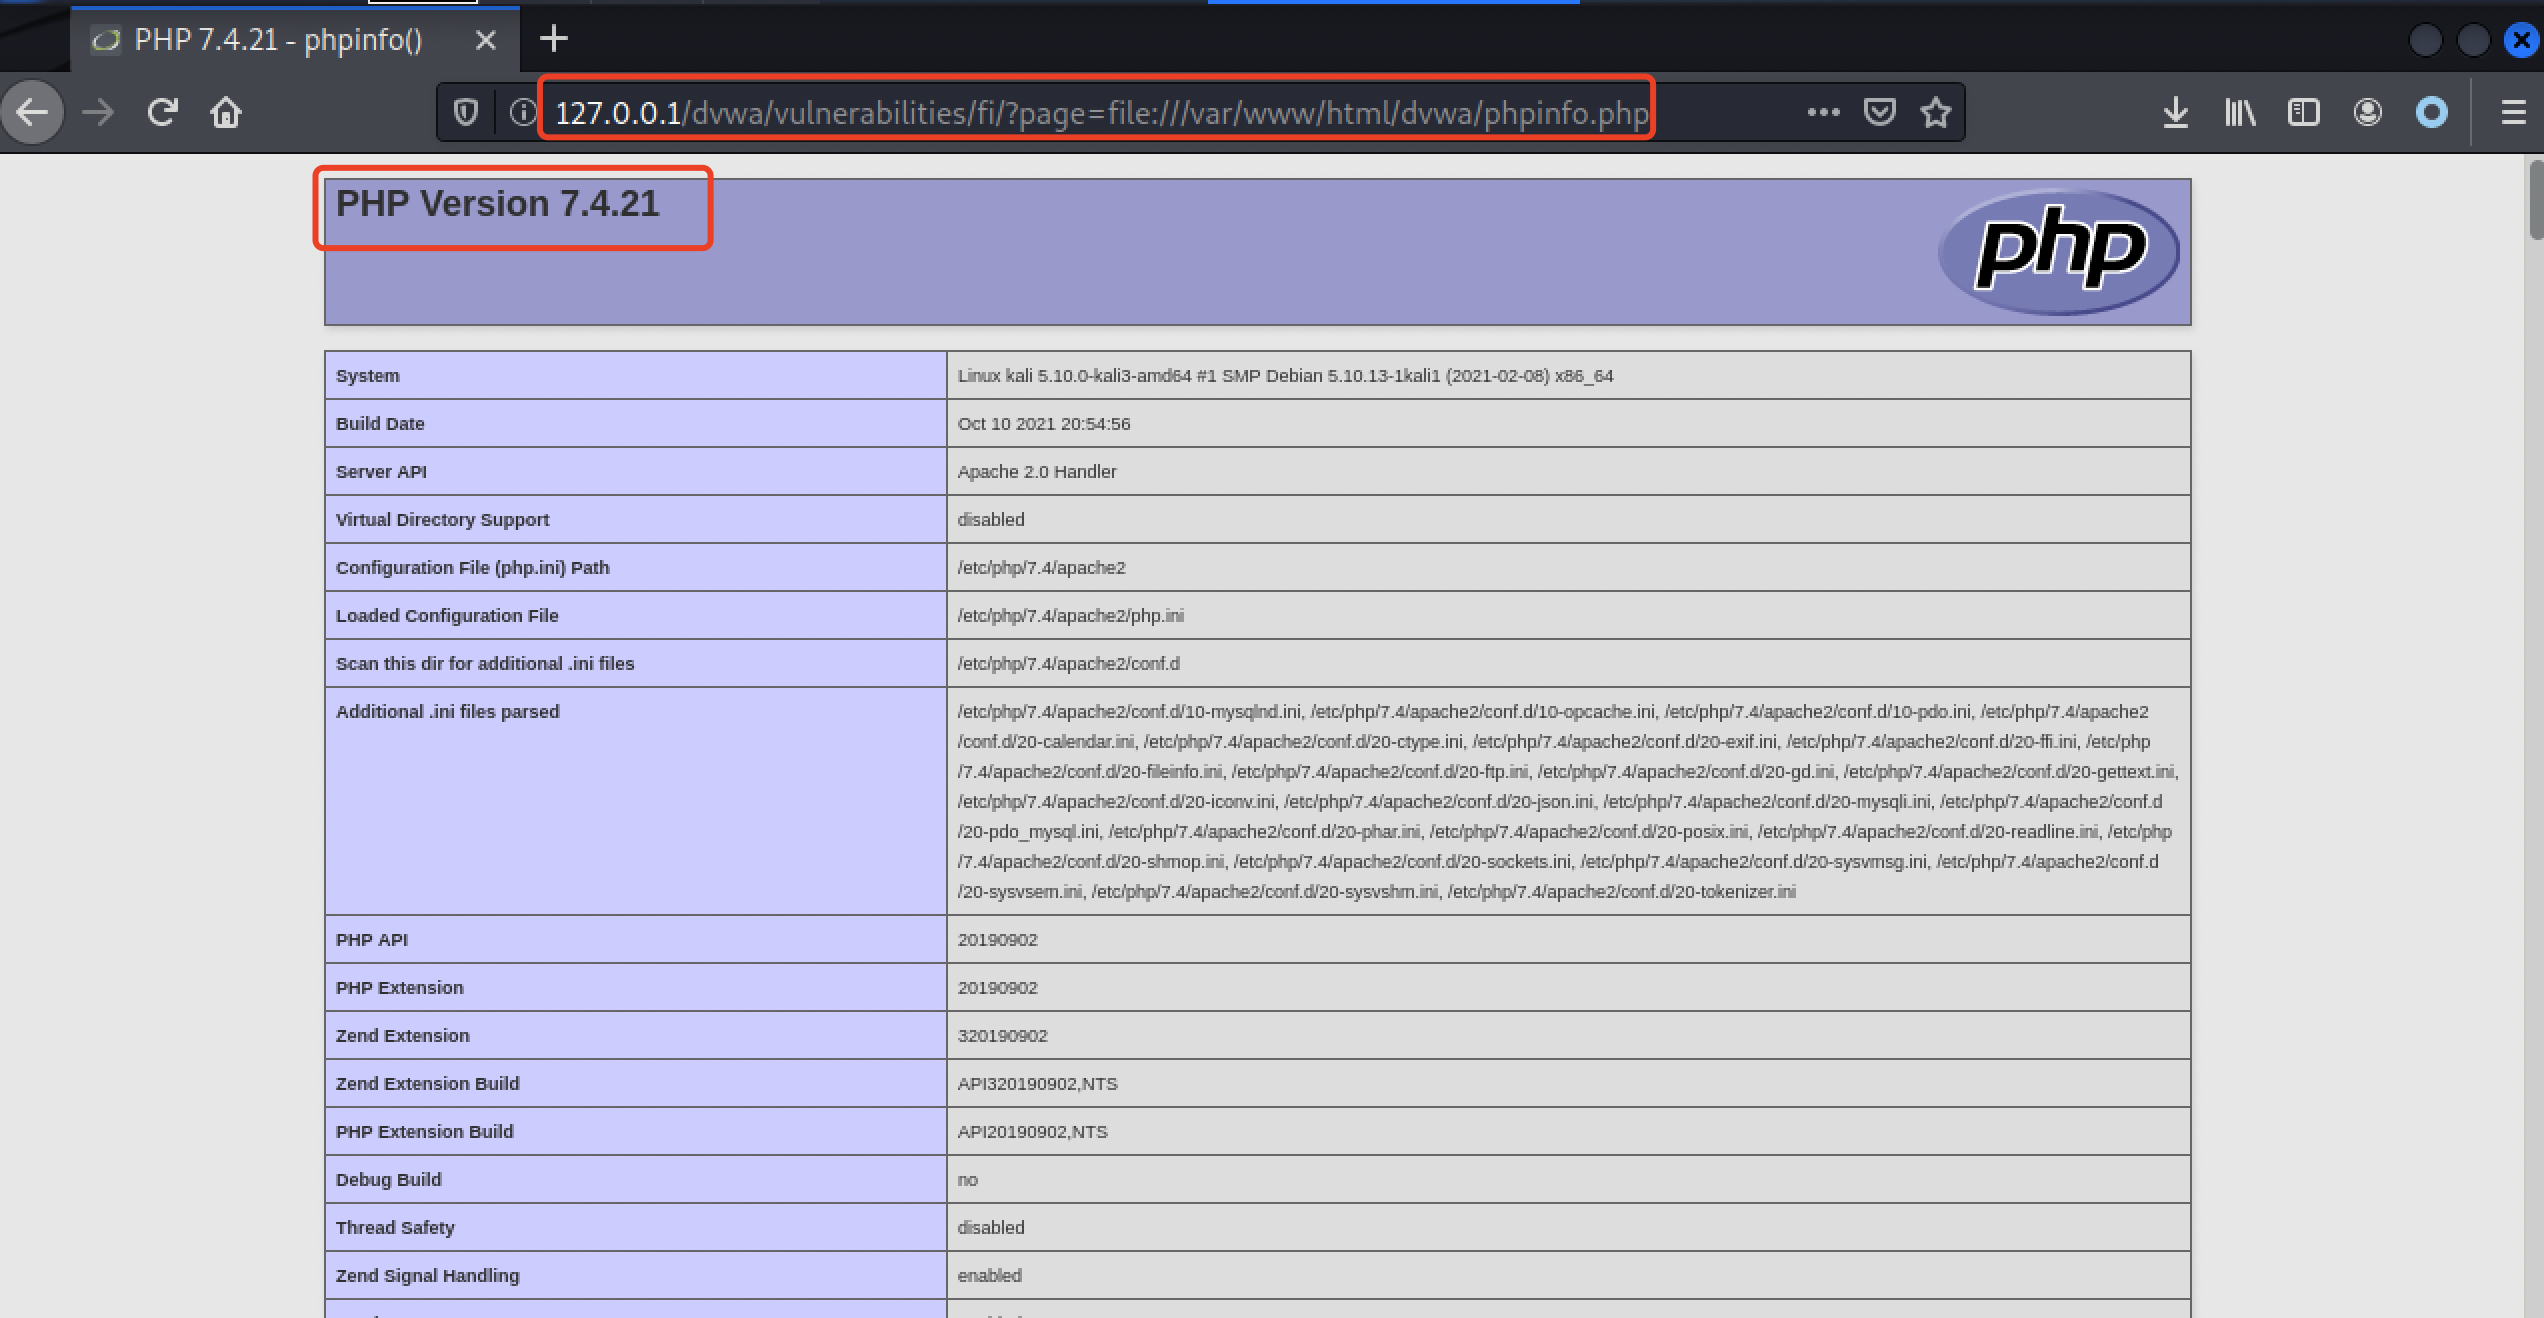 PHP 7.4.21 - phpinfo()
127.0.0.1/dvwa/vulnerabilities/fi/?page=file:///var/www/html/dvwa/phpinfo.php
PHP Version 7.4.21
php
System Linux kali 5.10.0-kali3-amd64 #1 SMP Debian 5.10.13-1kali1 (2021-02-08) x86_64
Build Date Oct 10 2021 20:54:56
Server API Apache 2.0 Handler
Virtual Directory Support disabled
Configuration File (php.ini) Path /etc/php/7.4/apache2
Loaded Configuration File /etc/php/7.4/apache2/php.ini
Scan this dir for additional .ini files /etc/php/7.4/apache2/conf.d
Additional .ini files parsed /etc/php/7.4/apache2/conf.d/10-mysqlnd.ini, /etc/php/7.4/apache2/conf.d/10-opcache.ini, /etc/php/7.4/apache2/conf.d/10-pdo.ini, /etc/php/7.4/apache2
/conf.d/20-calendar.ini, /etc/php/7.4/apache2/conf.d/20-ctype.ini, /etc/php/7.4/apache2/conf.d/20-exif.ini, /etc/php/7.4/apache2/conf.d/20-ffi.ini, /etc/php
/7.4/apache2/conf.d/20-fileinfo.ini, /etc/php/7.4/apache2/conf.d/20-ftp.ini, /etc/php/7.4/apache2/conf.d/20-gd.ini, /etc/php/7.4/apache2/conf.d/20-gettext.ini,
/etc/php/7.4/apache2/conf.d/20-iconv.ini, /etc/php/7.4/apache2/conf.d/20-json.ini, /etc/php/7.4/apache2/conf.d/20-mysqli.ini, /etc/php/7.4/apache2/conf.d
/20-pdo_mysql.ini, /etc/php/7.4/apache2/conf.d/20-phar.ini, /etc/php/7.4/apache2/conf.d/20-posix.ini, /etc/php/7.4/apache2/conf.d/20-readline.ini, /etc/php
/7.4/apache2/conf.d/20-shmop.ini, /etc/php/7.4/apache2/conf.d/20-sockets.ini, /etc/php/7.4/apache2/conf.d/20-sysvmsg.ini, /etc/php/7.4/apache2/conf.d
/20-sysvsem.ini, /etc/php/7.4/apache2/conf.d/20-sysvshm.ini, /etc/php/7.4/apache2/conf.d/20-tokenizer.ini
PHP API 20190902
PHP Extension 20190902
Zend Extension 320190902
Zend Extension Build API320190902,NTS
PHP Extension Build API20190902,NTS
Debug Build no
Thread Safety disabled
Zend Signal Handling enabled